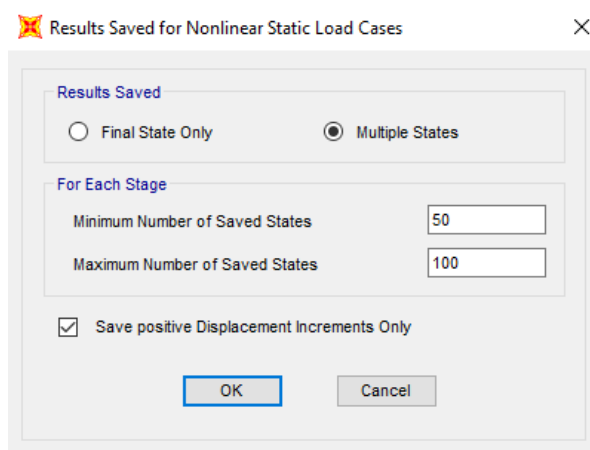 Results Saved for Nonlinear Static Load Cases
Results Saved
Final State Only Multiple States
For Each Stage
Minimum Number of Saved States 50
Maximum Number of Saved States 100
Save positive Displacement Increments Only
OK Cancel